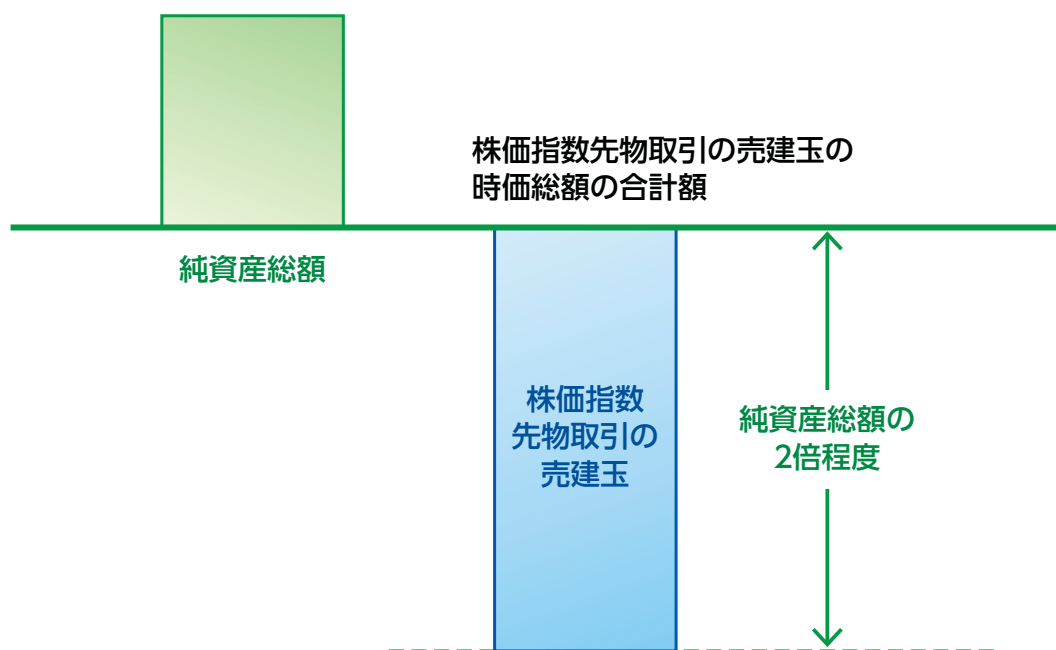 株価指数先物取引の売建玉の
時価総額の合計額
純資産総額
株価指数
先物取引の
売建玉
純資産総額の
2倍程度